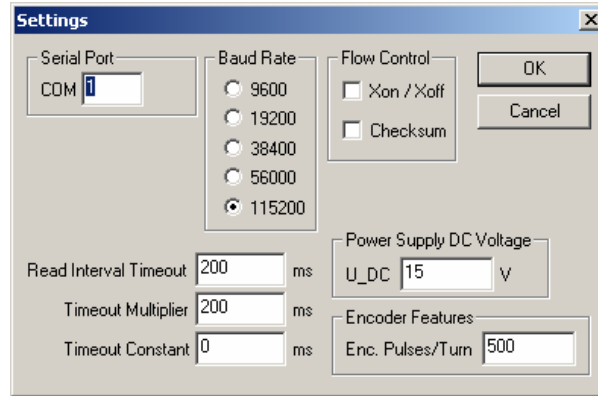 Settings
Serial Port
COM 1
Baud Rate
9600
19200
38400
56000
115200
Flow Control
Xon / Xoff
Checksum
OK
Cancel
Read Interval Timeout 200 ms
Timeout Multiplier 200 ms
Timeout Constant 0 ms
Power Supply DC Voltage
U_DC 15 V
Encoder Features
Enc. Pulses/Turn 500